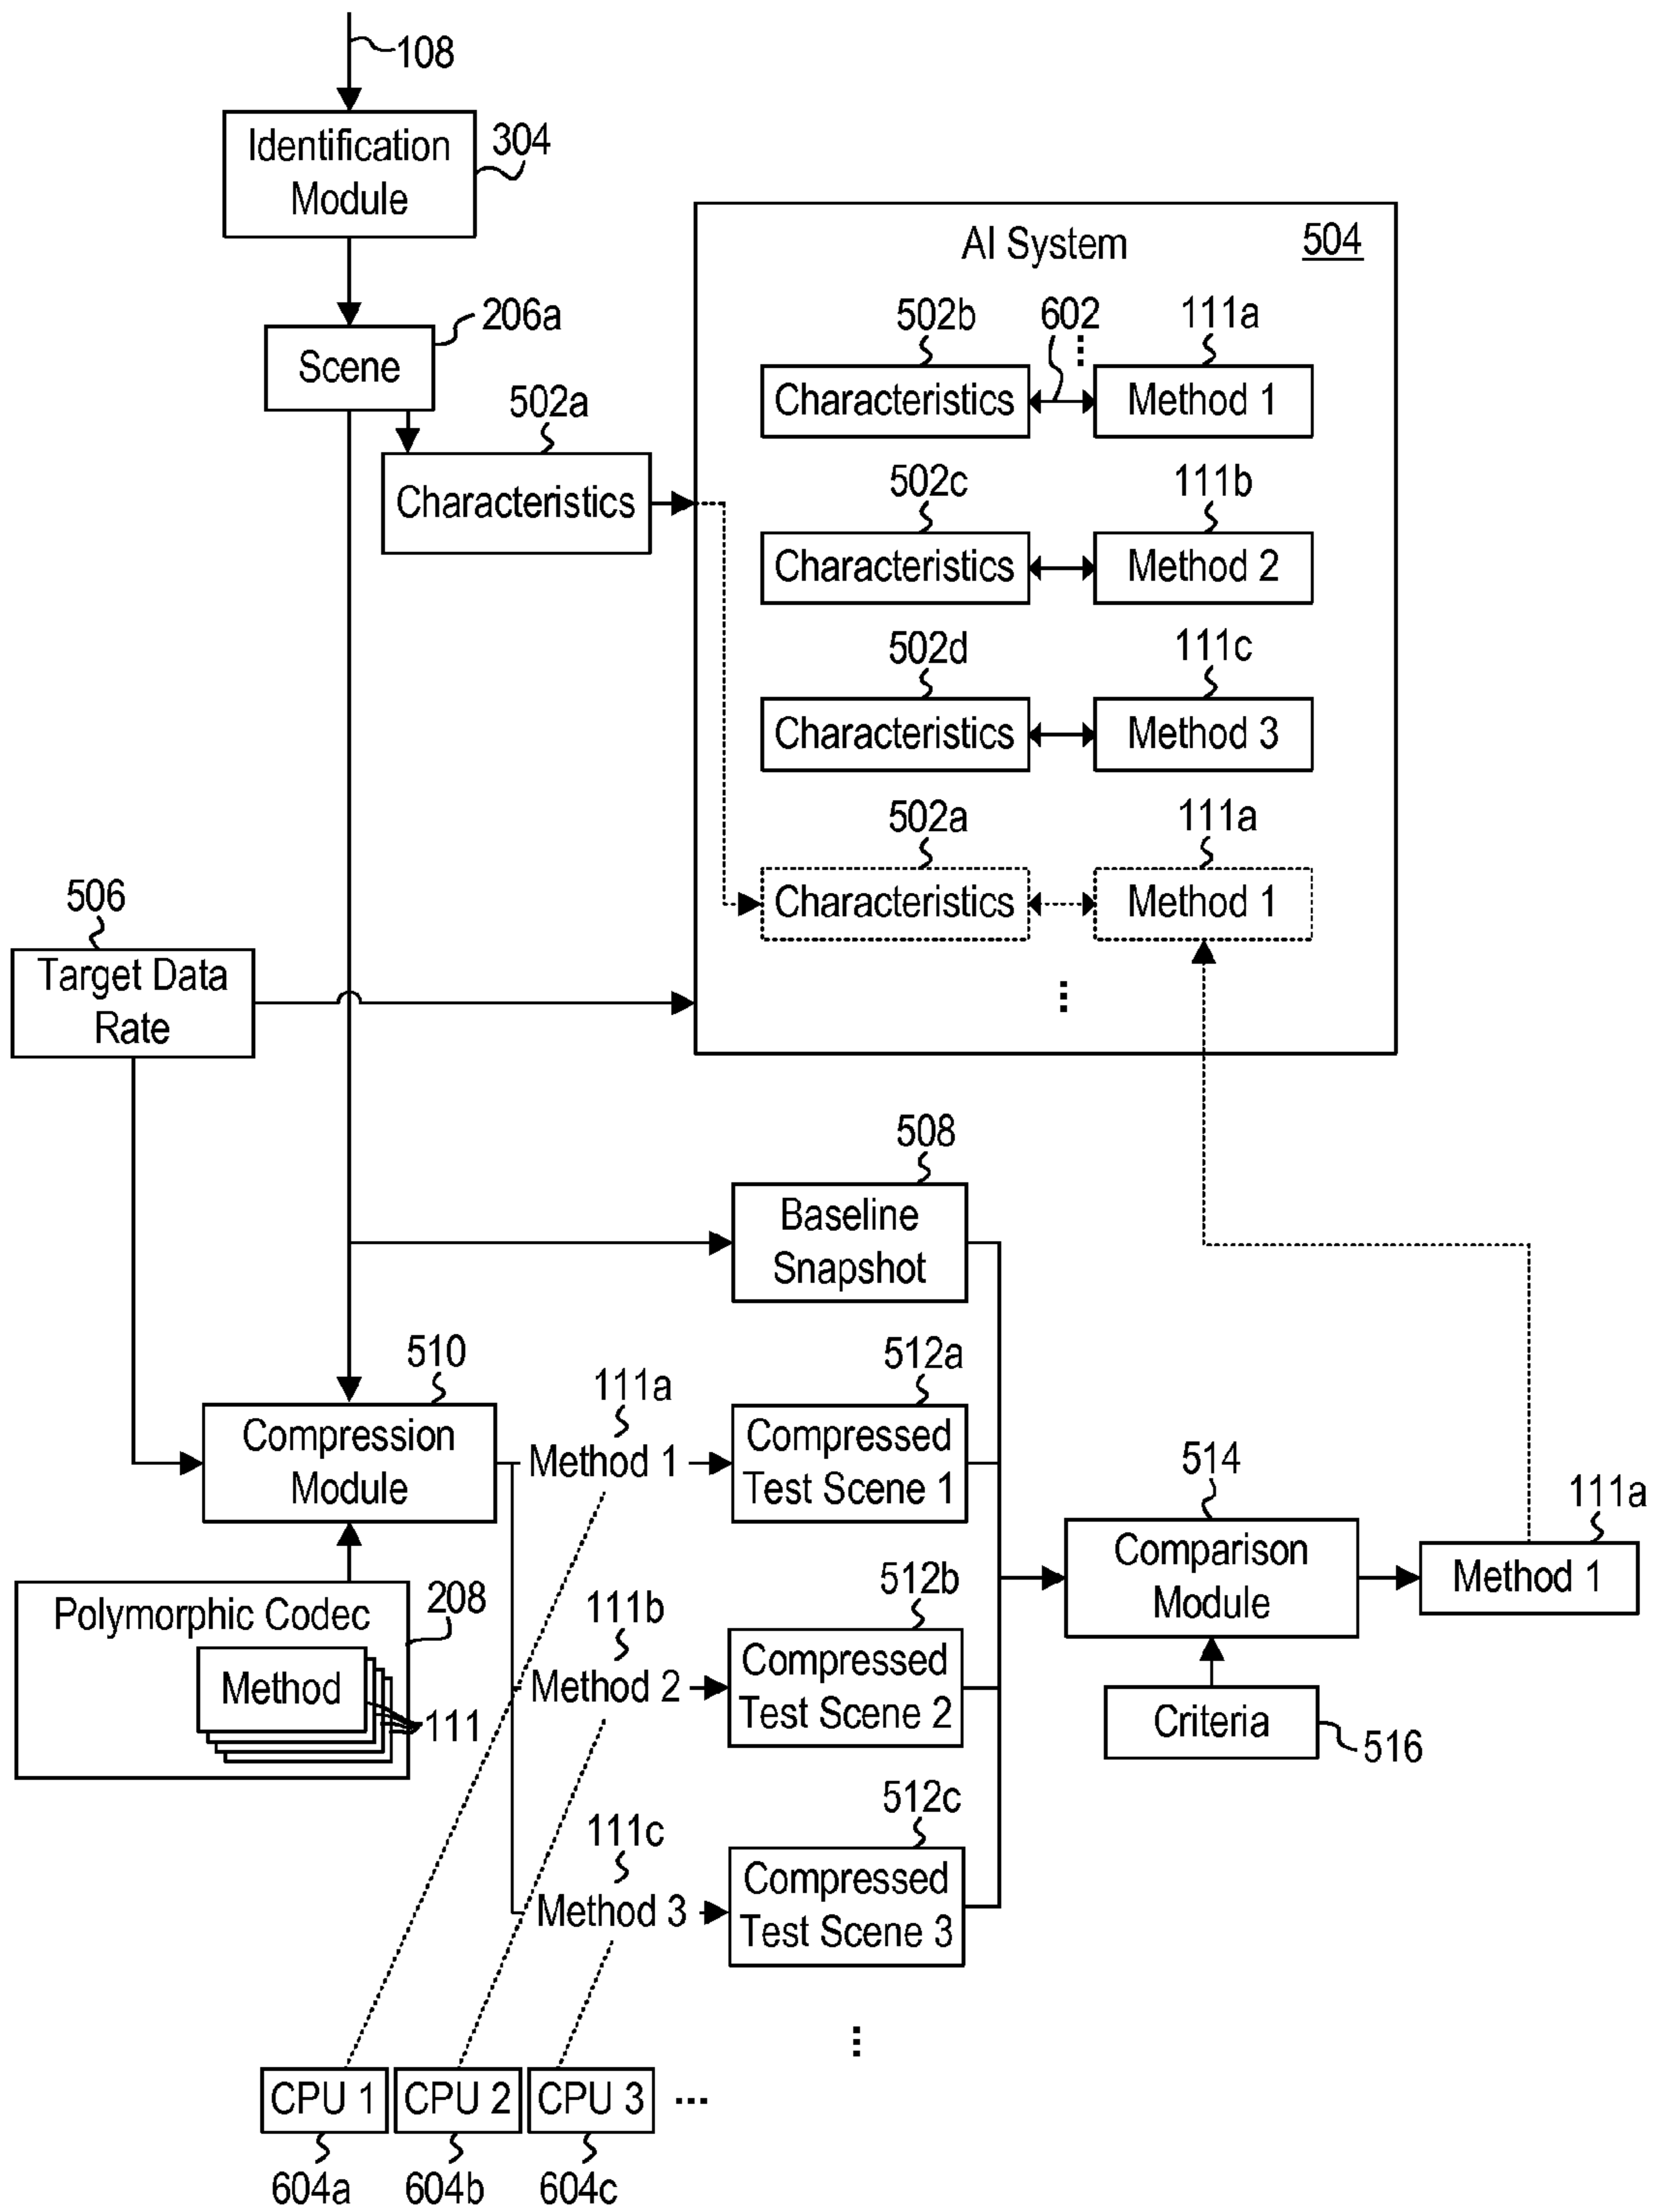 108
Identification
Module
304
Scene
206a
Characteristics
502a
AI System
504
502b
602
111a
Characteristics
Method 1
502c
111b
Characteristics
Method 2
502d
111c
Characteristics
Method 3
502a
111a
Characteristics
Method 1
506
Target Data
Rate
508
Baseline
Snapshot
510
Compression
Module
111a
Method 1
512a
Compressed
Test Scene 1
Polymorphic Codec
208
Method
111
111b
Method 2
512b
Compressed
Test Scene 2
514
Comparison
Module
111a
Method 1
Criteria
516
111c
Method 3
512c
Compressed
Test Scene 3
CPU 1
CPU 2
CPU 3
...
604a
604b
604c